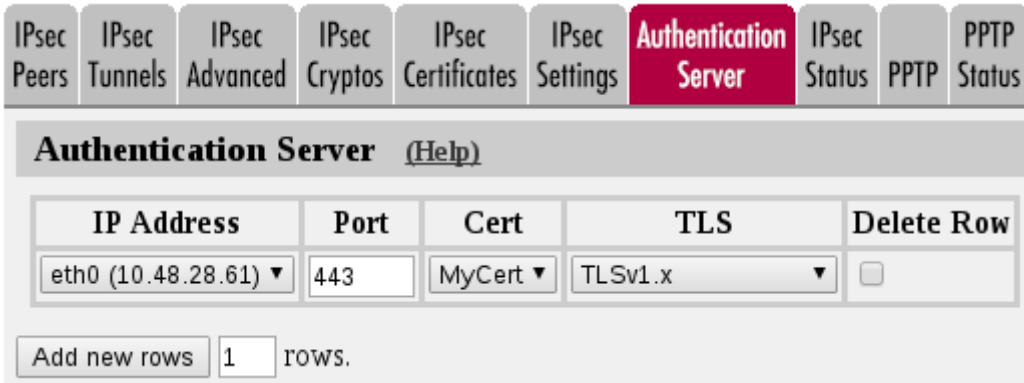 IPsec Peers IPsec Tunnels IPsec Advanced IPsec Cryptos IPsec Certificates IPsec Settings Authentication Server IPsec Status PPTP PPTP Status
Authentication Server (Help)
IP Address Port Cert TLS Delete Row
eth0 (10.48.28.61) 443 MyCert TLSv1.x
Add new rows 1 rows.